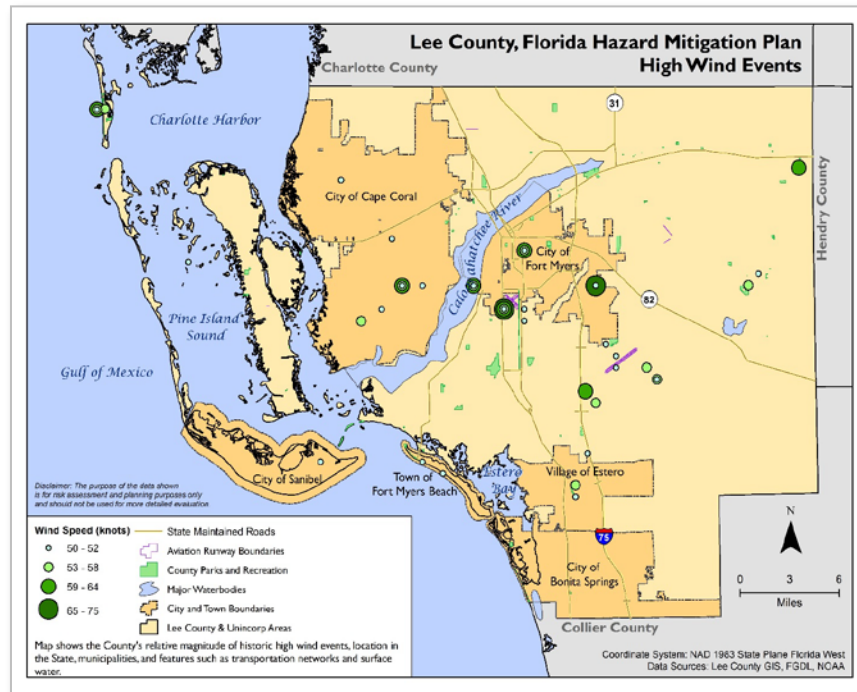 Lee County, Florida Hazard Mitigation Plan
High Wind Events
Charlotte County
31
Charlotte Harbor
Hendry County
City of Cape Coral
Caloosahatchee River
City of
Fort Myers
82
Pine Island
Sound
Gulf of Mexico
City of Sanibel
Town of
Fort Myers Beach
Estero
Bay
Village of Estero
75
City of
Bonita Springs
Collier County
Disclaimer: The purpose of the data shown
is for risk assessment and planning purposes only
and should not be used for more detailed evaluation
Wind Speed (knots)
50 - 52
53 - 58
59 - 64
65 - 75
State Maintained Roads
Aviation Runway Boundaries
County Parks and Recreation
Major Waterbodies
City and Town Boundaries
Lee County & Unincorp Areas
Map shows the County's relative magnitude of historic high wind events, location in
the State, municipalities, and features such as transportation networks and surface
water.
N
0 3 6
Miles
Coordinate System: NAD 1983 State Plane Florida West
Data Sources: Lee County GIS, FGDL, NOAA